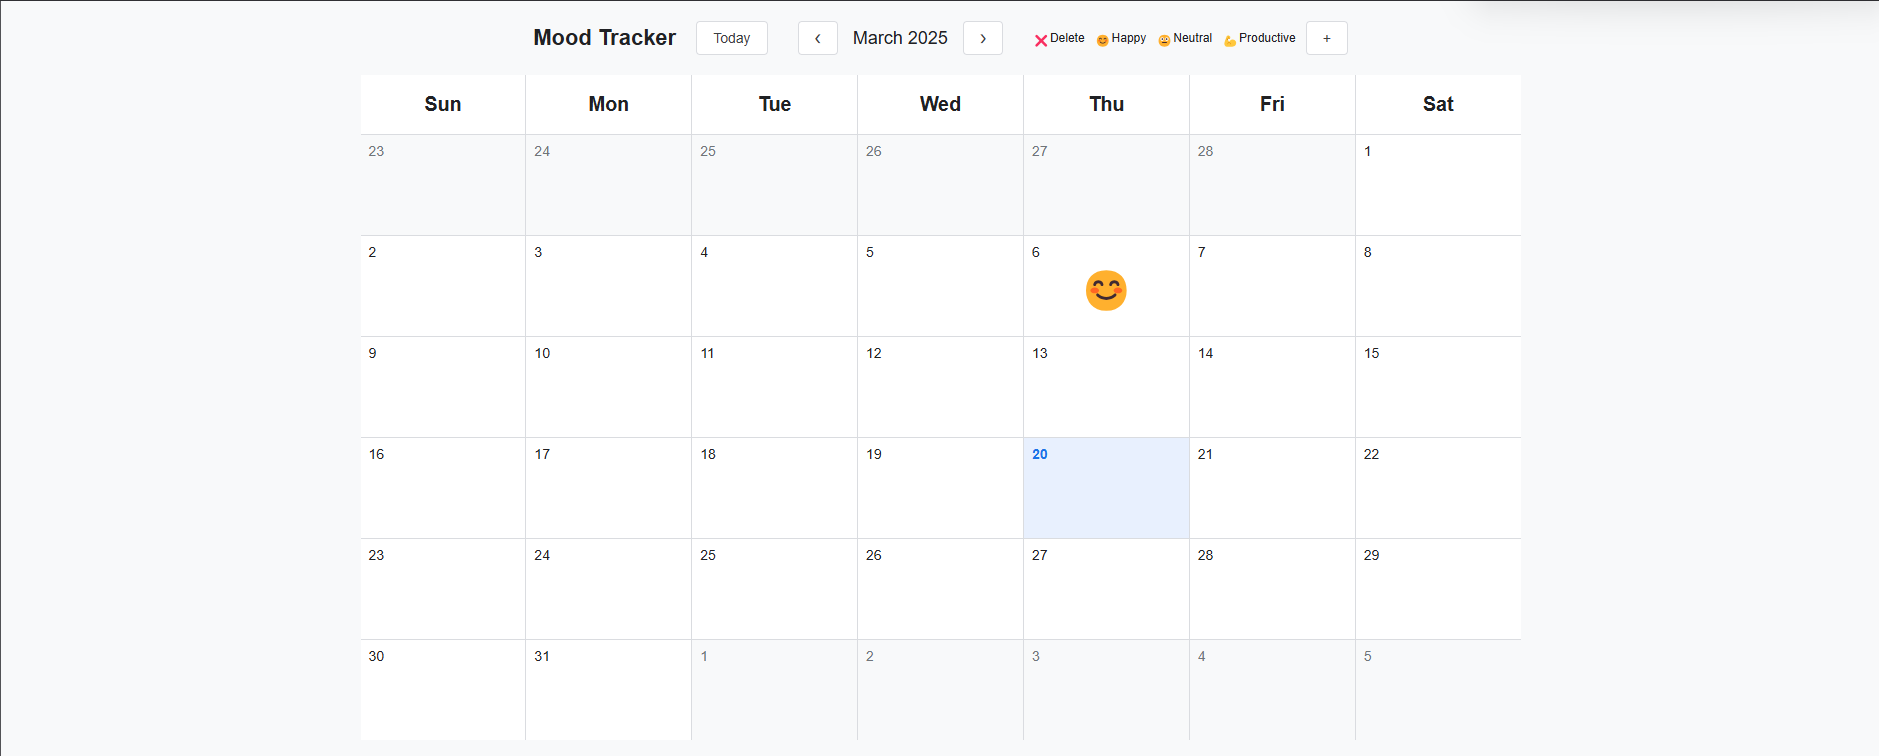 Mood Tracker Today ‹ March 2025 › ❌ Delete 😊 Happy 😐 Neutral 💪 Productive +
Sun Mon Tue Wed Thu Fri Sat
23 24 25 26 27 28 1
2 3 4 5 6 7 8
9 10 11 12 13 14 15
16 17 18 19 20 21 22
23 24 25 26 27 28 29
30 31 1 2 3 4 5